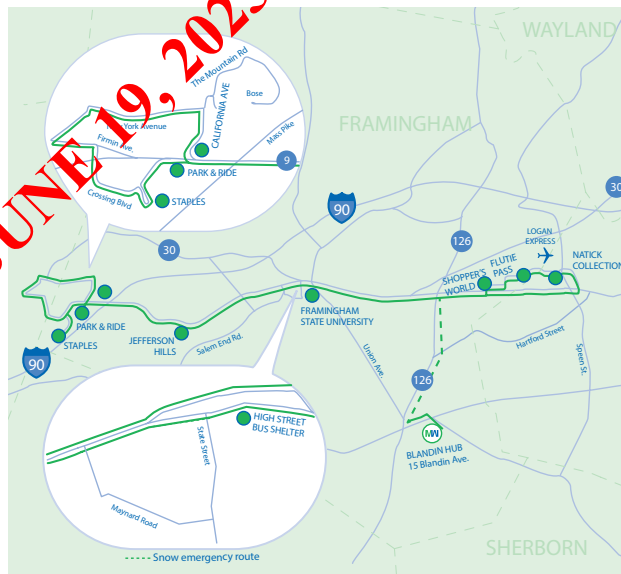 JUNE 19, 2023
WAYLAND
FRAMINGHAM
The Mountain Rd
Bose
CALIFORNIA AVE
York Avenue
Firmin Ave.
Mass Pike
9
PARK & RIDE
Crossing Blvd
STAPLES
90
30
30
126
LOGAN
EXPRESS
FLUTIE
PASS
NATICK
COLLECTION
SHOPPER'S
WORLD
FRAMINGHAM
STATE UNIVERSITY
PARK & RIDE
STAPLES
JEFFERSON
HILLS
Salem End Rd.
Union Ave.
Hartford Street
Speen St.
90
126
MW
BLANDIN HUB
15 Blandin Ave.
HIGH STREET
BUS SHELTER
State Street
Maynard Road
SHERBORN
Snow emergency route